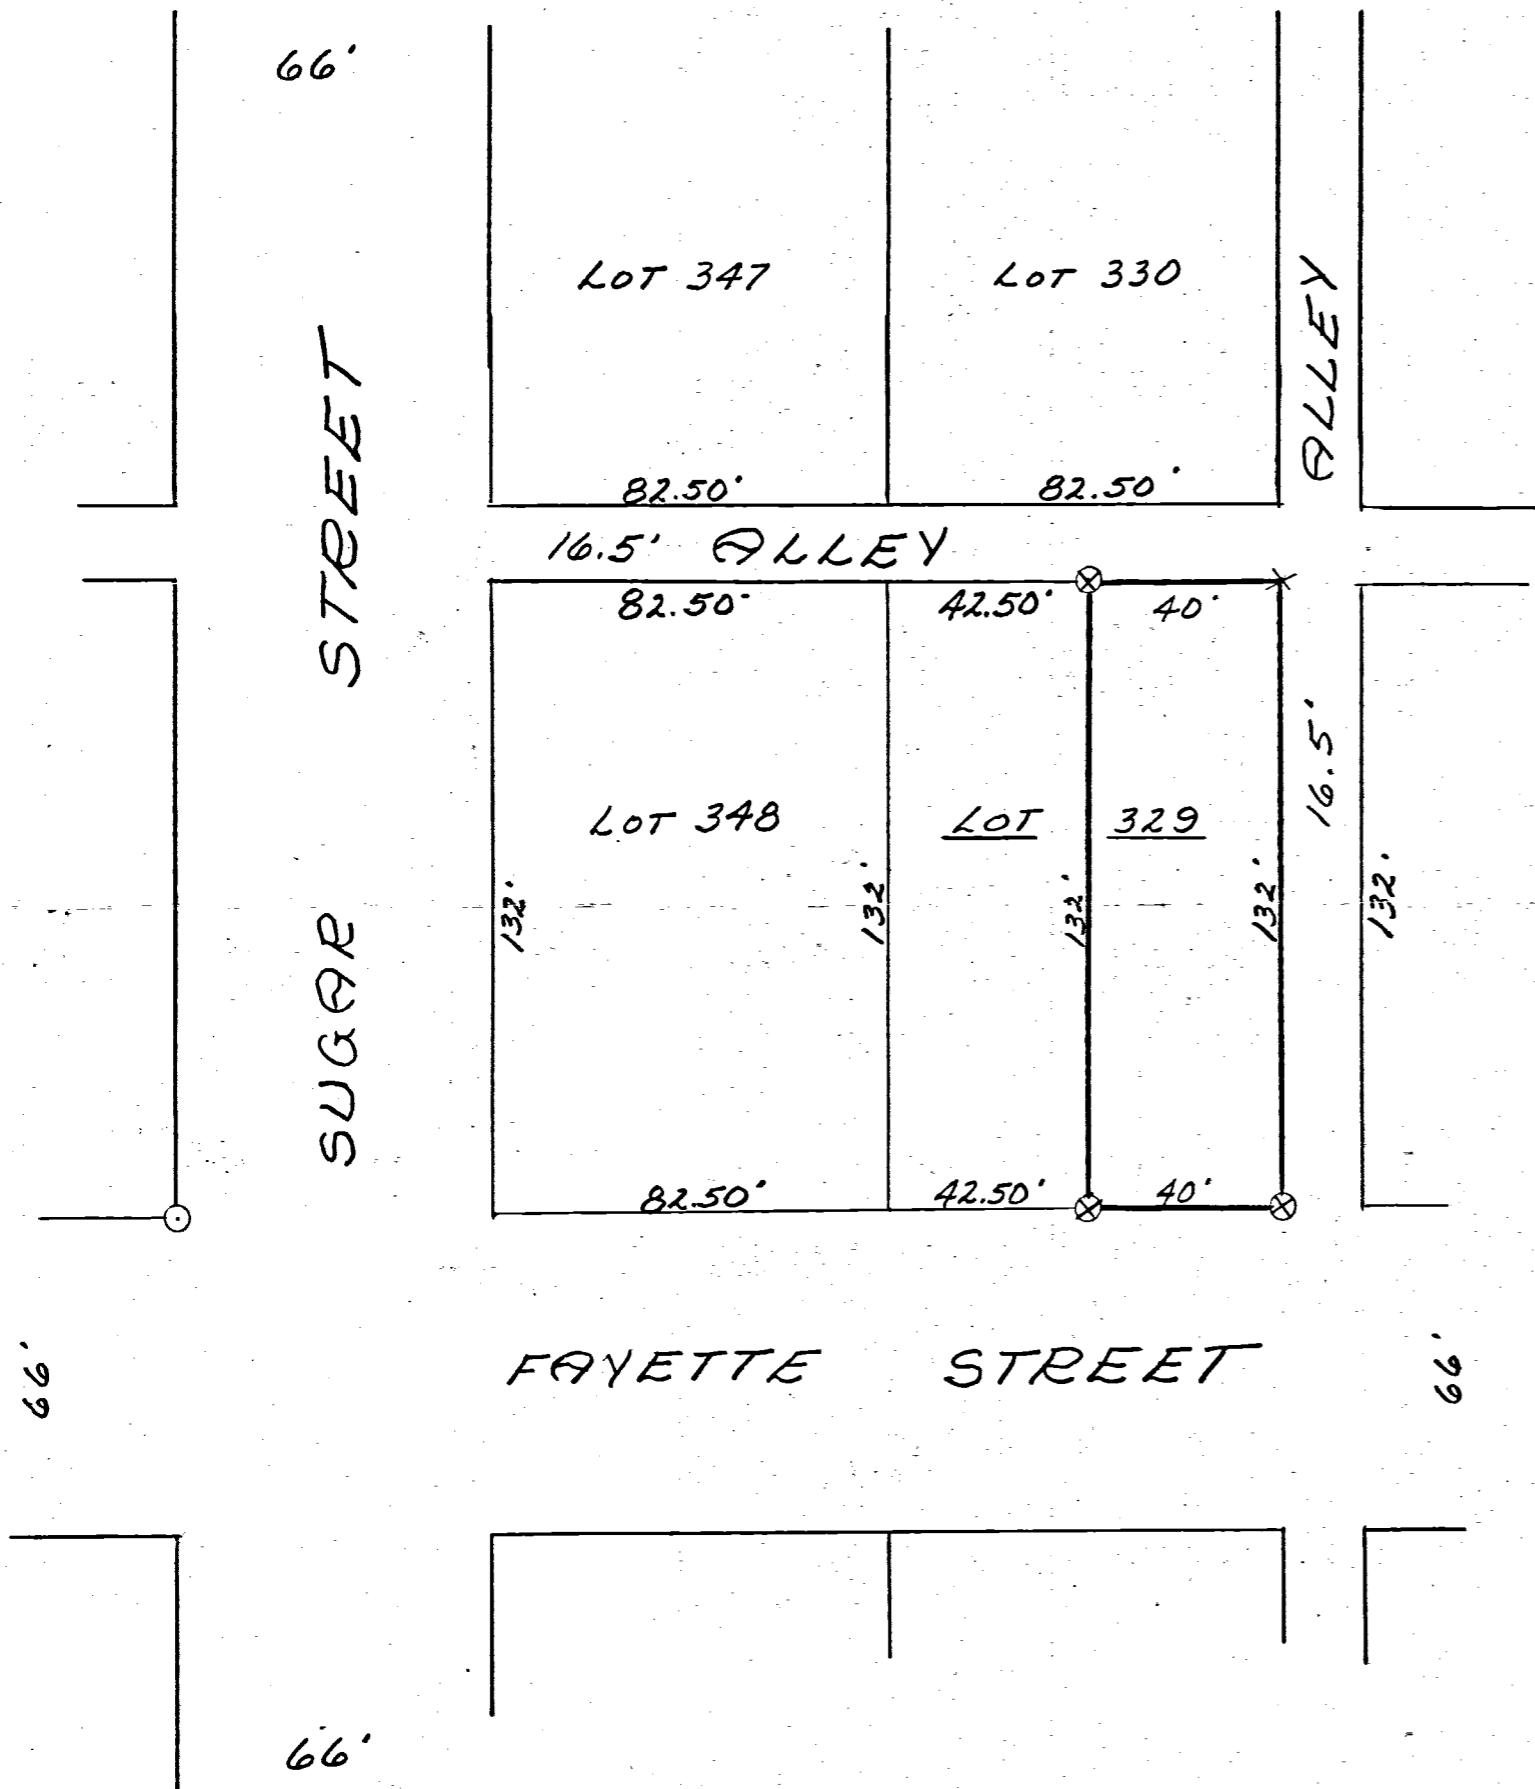 66'
LOT 347
LOT 330
ALLEY
STREET
82.50'
82.50'
16.5' ALLEY
82.50'
42.50'
40'
16.5'
LOT 348
LOT 329
132'
132'
132'
132'
132'
SUGAR
82.50'
42.50'
40'
66'
FAYETTE STREET
66'
66'